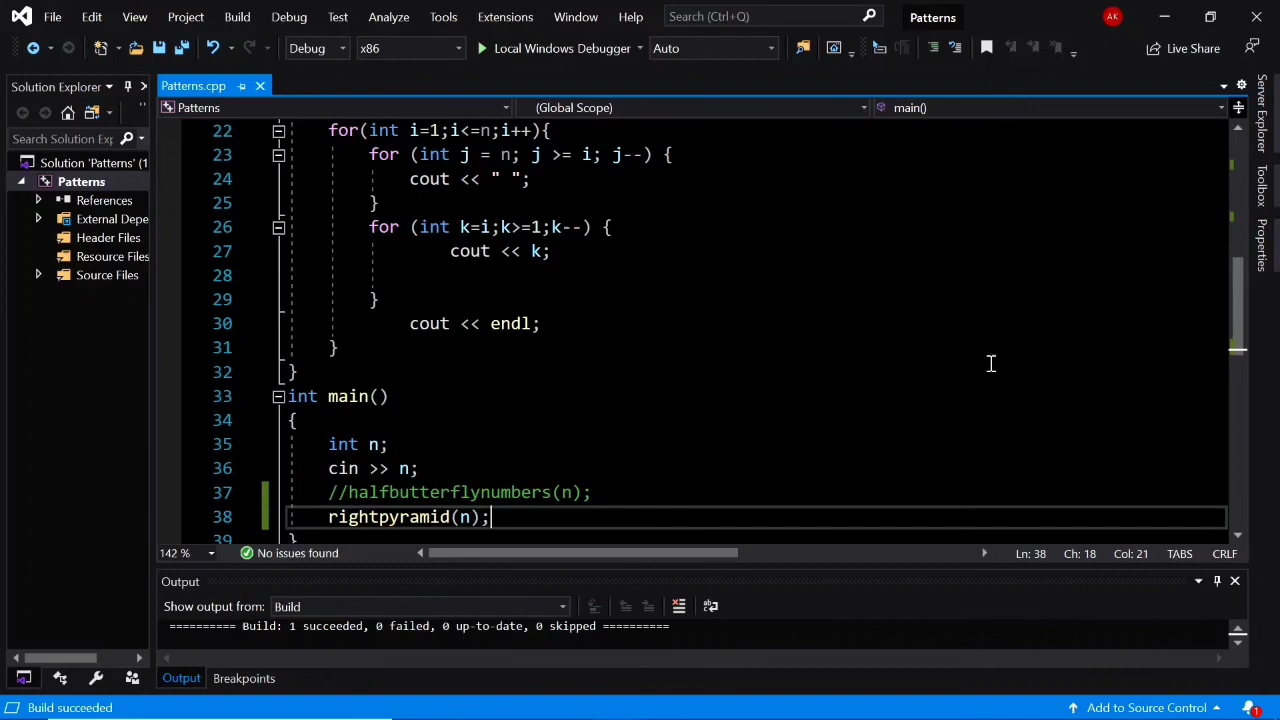 File Edit View Project Build Debug Test Analyze Tools Extensions Window Help Search (Ctrl+Q) Patterns AK
Debug x86 Local Windows Debugger Auto Live Share
Solution Explorer
Search Solution Exp
Solution 'Patterns' (1
Patterns
References
External Depe
Header Files
Resource Files
Source Files
Patterns.cpp
Patterns (Global Scope) main()
22 for(int i=1;i<=n;i++){
23 for (int j = n; j >= i; j--) {
24 cout << " ";
25 }
26 for (int k=i;k>=1;k--) {
27 cout << k;
28
29 }
30 cout << endl;
31 }
32 }
33 int main()
34 {
35 int n;
36 cin >> n;
37 //halfbutterflynumbers(n);
38 rightpyramid(n);
39 }
142 % No issues found Ln: 38 Ch: 18 Col: 21 TABS CRLF
Output
Show output from: Build
========== Build: 1 succeeded, 0 failed, 0 up-to-date, 0 skipped ==========
Output Breakpoints
Build succeeded Add to Source Control 1
Server Explorer
Toolbox
Properties